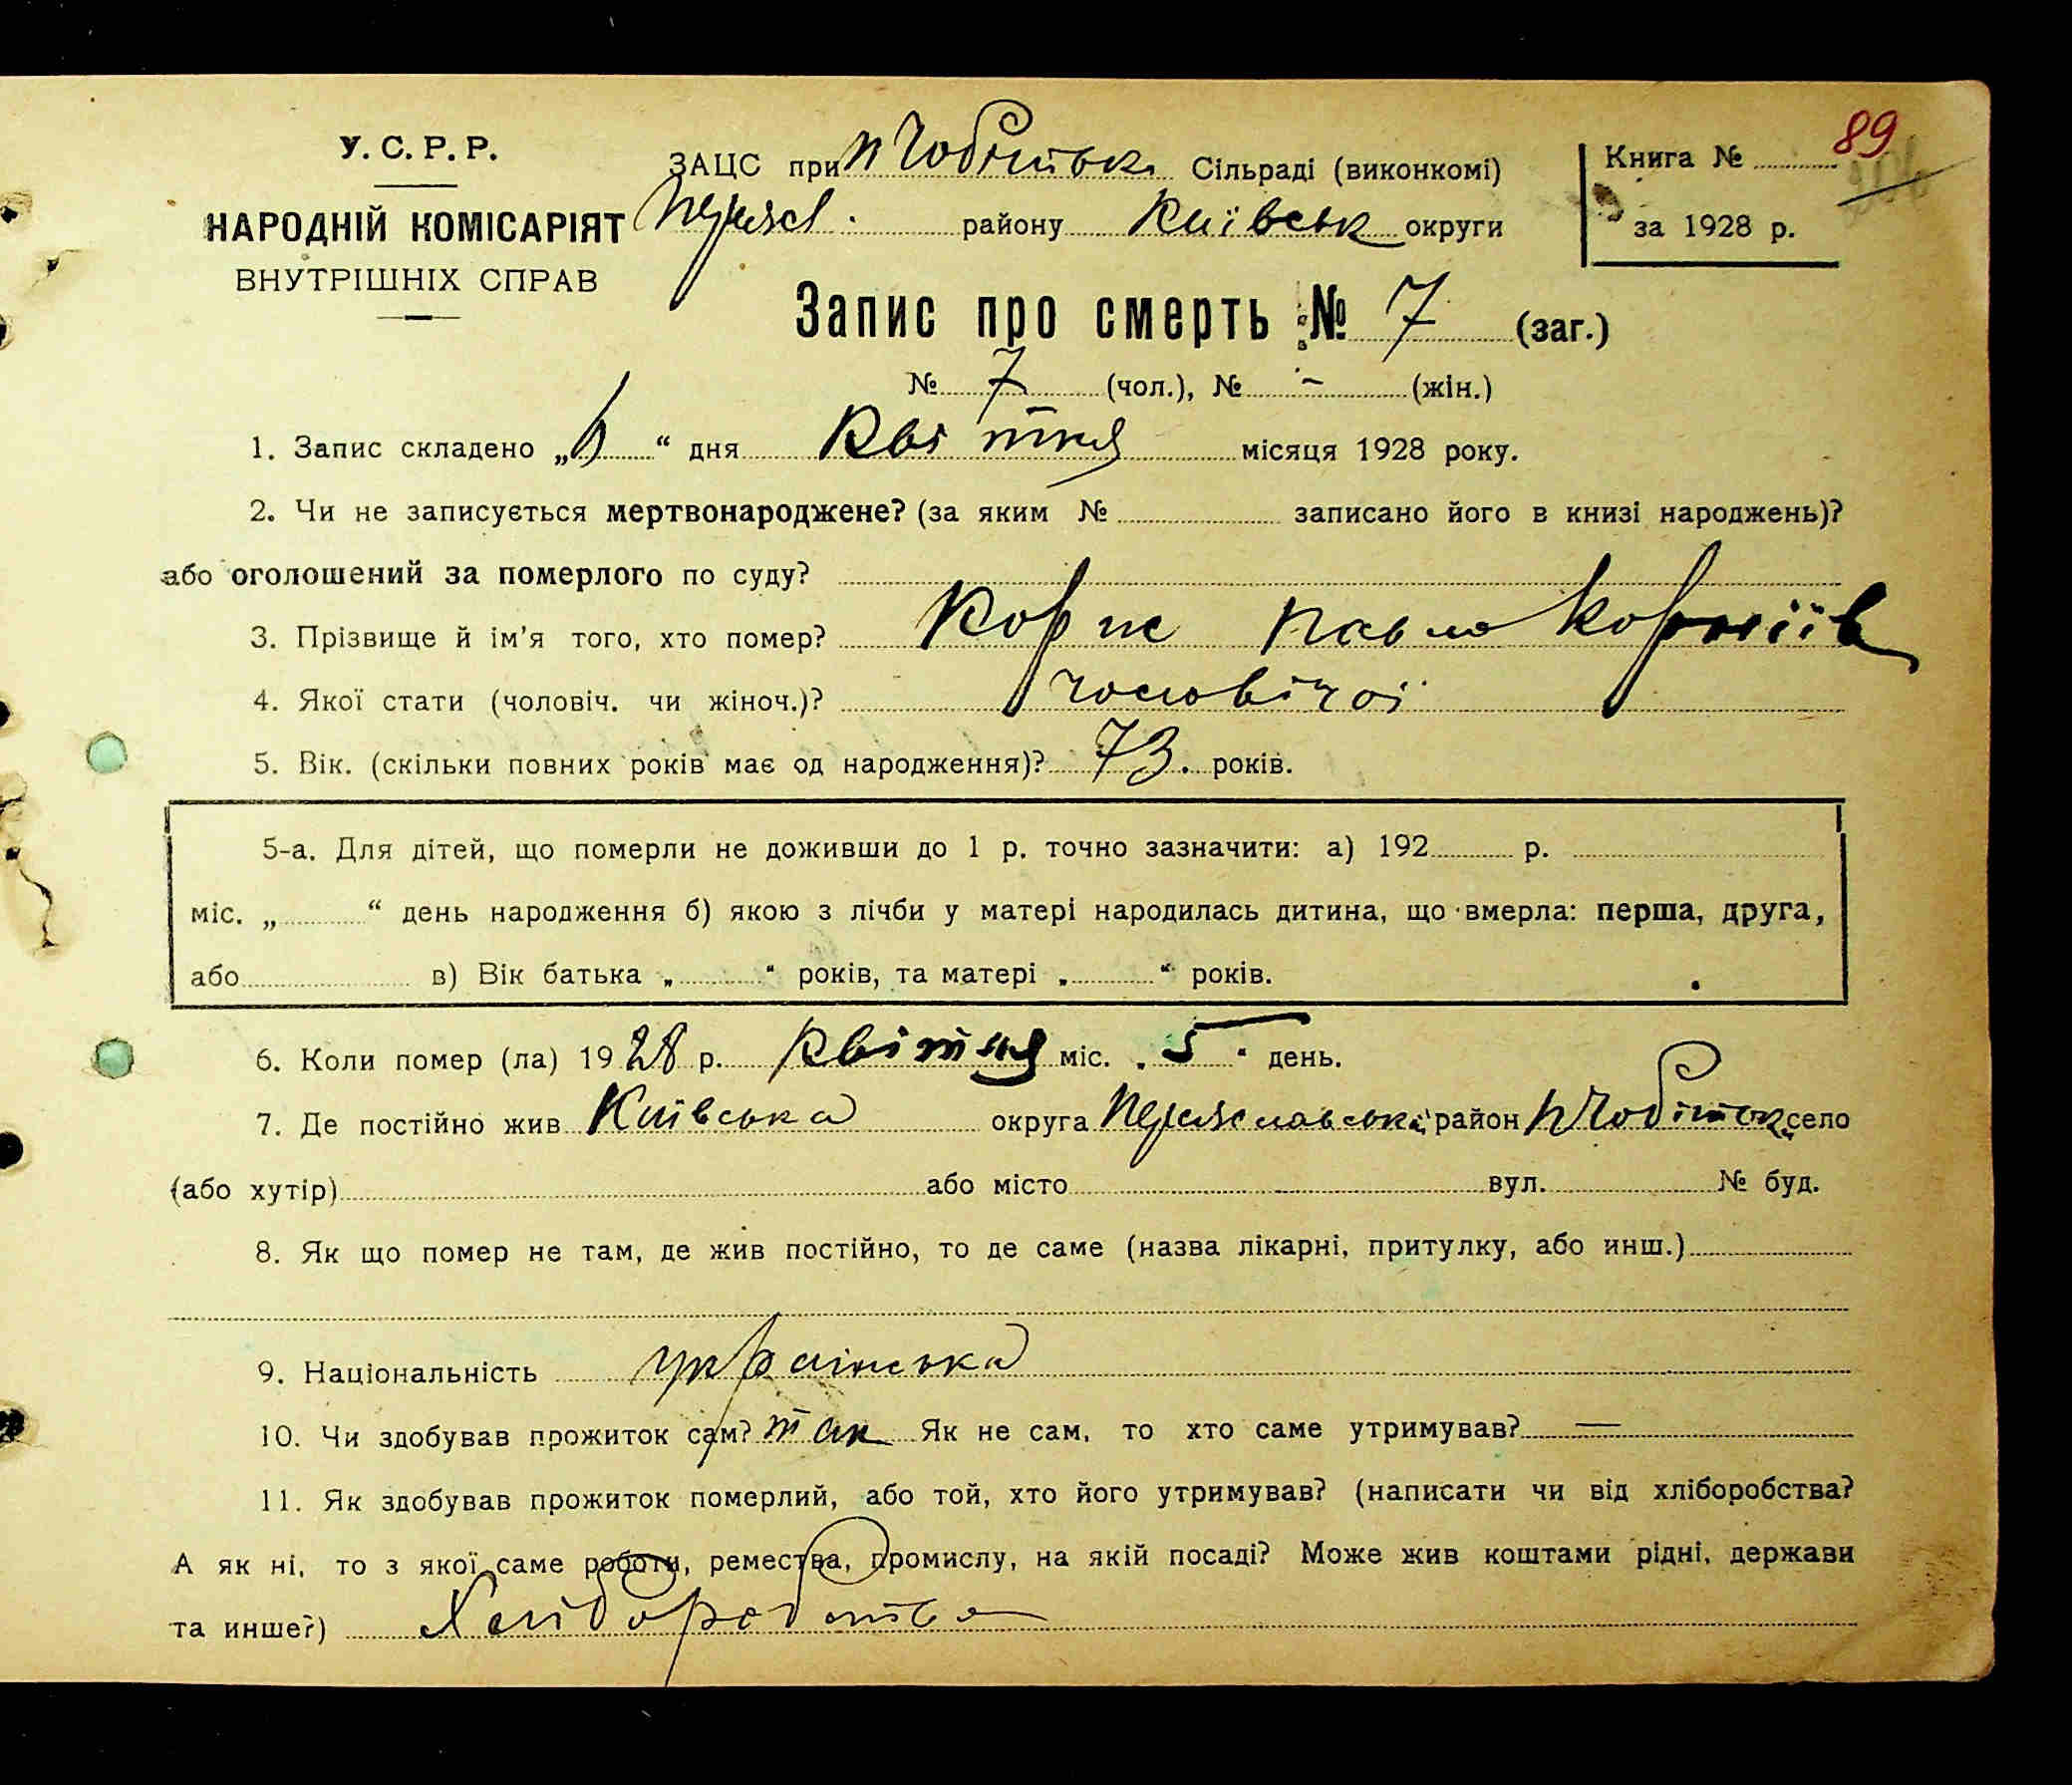 89
У. С. Р. Р.
НАРОДНІЙ КОМІСАРІЯТ
ВНУТРІШНІХ СПРАВ
ЗАЦС при п Чобітьки Сільраді (виконкомі)
Переясл. району Київськ округи
Книга №
за 1928 р.
Запис про смерть № 7 (заг.)
№ 7 (чол.), № - (жін.)
1. Запис складено „6“ дня Квітня місяця 1928 року.
2. Чи не записується мертвонароджене? (за яким № записано його в книзі народжень)?
або оголошений за померлого по суду?
3. Прізвище й ім'я того, хто помер? Корж Павло Корніїв
4. Якої стати (чоловіч. чи жіноч.)? чоловічої
5. Вік. (скільки повних років має од народження)? 73. років.
5-а. Для дітей, що померли не доживши до 1 р. точно зазначити: а) 192 р.
міс. „ “ день народження б) якою з лічби у матері народилась дитина, що вмерла: перша, друга,
або в) Вік батька „ “ років, та матері „ “ років.
6. Коли помер (ла) 1928 р. Квітня міс. „5“ день.
7. Де постійно жив Київська округа Переяславський район п Чобітьки село
(або хутір) або місто вул. № буд.
8. Як що помер не там, де жив постійно, то де саме (назва лікарні, притулку, або инш.)
9. Національність українська
10. Чи здобував прожиток сам? так Як не сам, то хто саме утримував? —
11. Як здобував прожиток померлий, або той, хто його утримував? (написати чи від хліборобства?
А як ні, то з якої саме роботи, ремества, промислу, на якій посаді? Може жив коштами рідні, держави
та инше?) Хліборобство